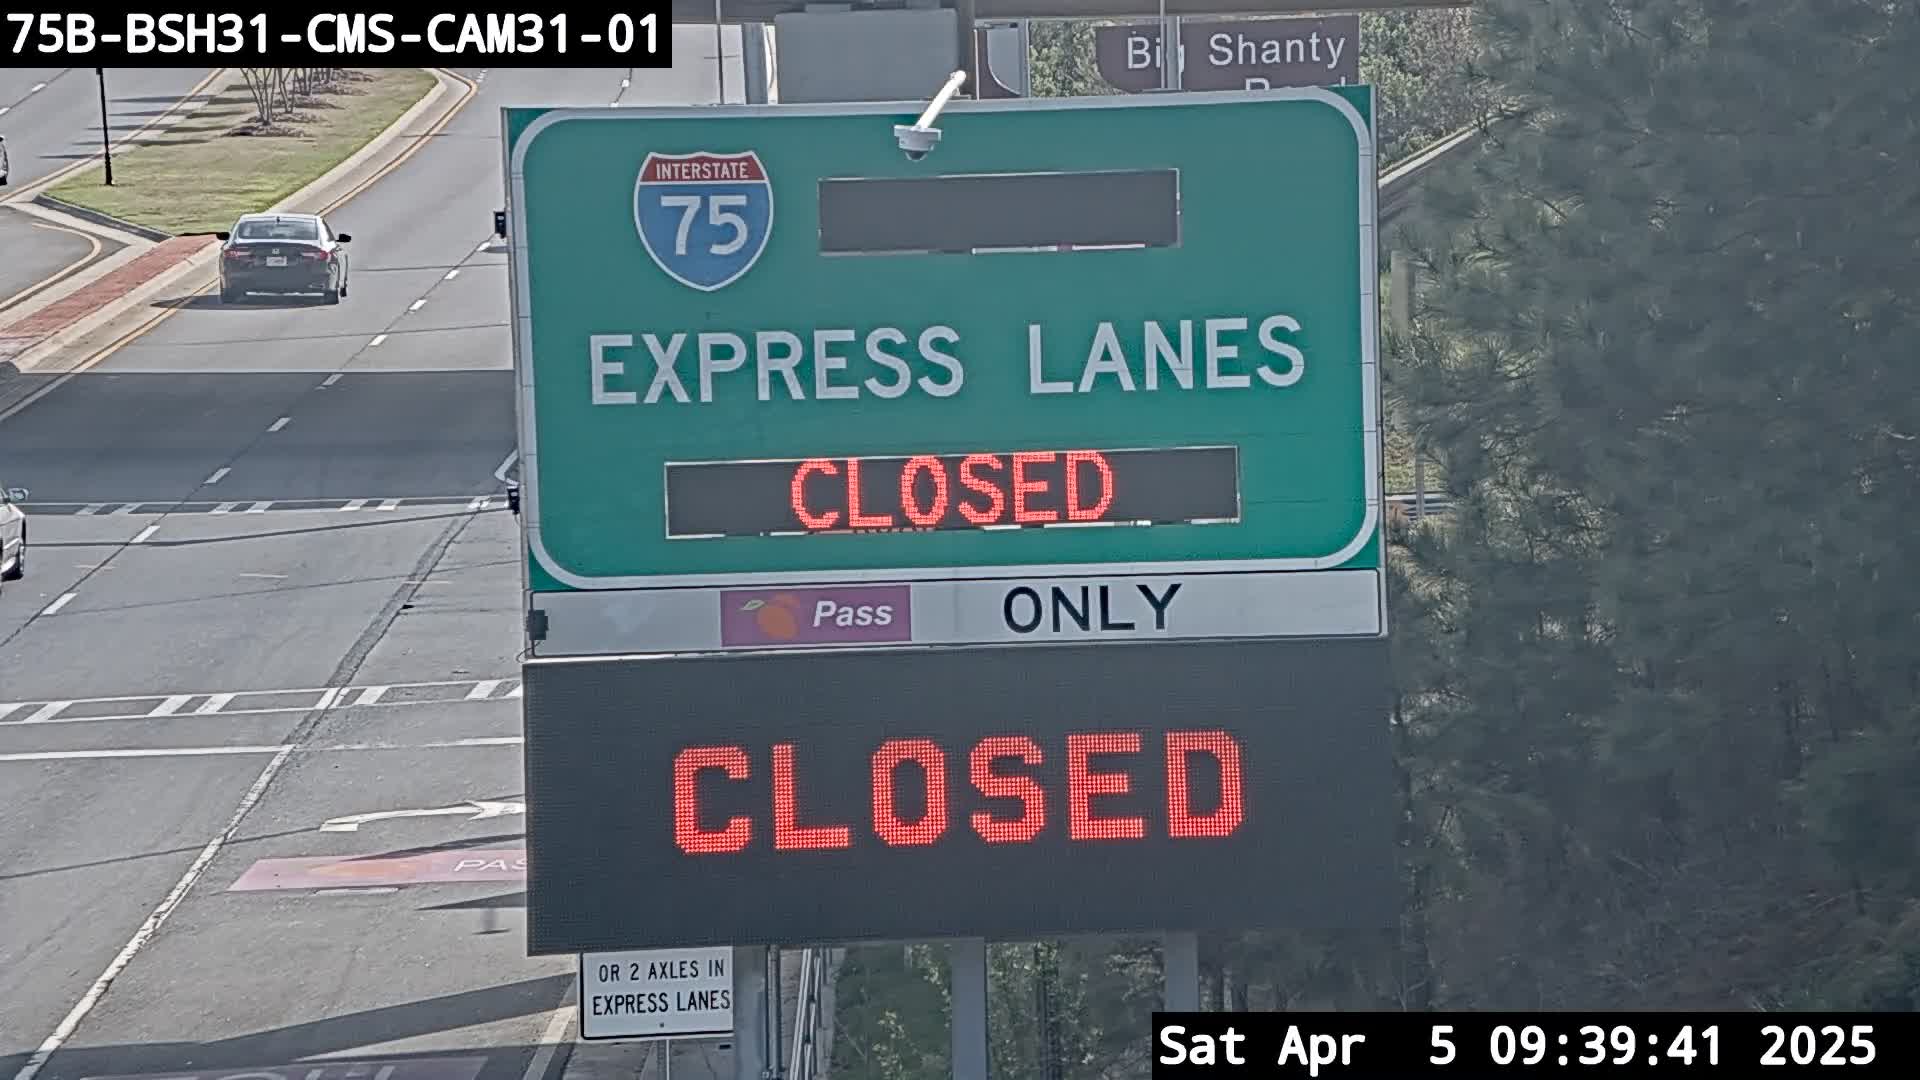 75B-BSH31-CMS-CAM31-01
Big Shanty
INTERSTATE
75
EXPRESS LANES
CLOSED
Pass ONLY
CLOSED
OR 2 AXLES IN
EXPRESS LANES
Sat Apr 5 09:39:41 2025